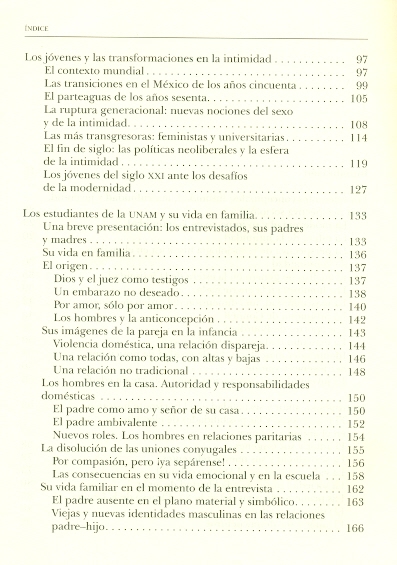 ÍNDICE
Los jóvenes y las transformaciones en la intimidad . . . . . . . . . . . . 97
El contexto mundial . . . . . . . . . . . . . . . . . . . . . . . . . . . . . . 97
Las transiciones en el México de los años cincuenta . . . . . . . . 99
El parteaguas de los años sesenta. . . . . . . . . . . . . . . . . . . . . 105
La ruptura generacional: nuevas nociones del sexo
y de la intimidad. . . . . . . . . . . . . . . . . . . . . . . . . . . . . . . . . 108
Las más transgresoras: feministas y universitarias . . . . . . . . . 114
El fin de siglo: las políticas neoliberales y la esfera
de la intimidad . . . . . . . . . . . . . . . . . . . . . . . . . . . . . . . . . . 119
Los jóvenes del siglo XXI ante los desafíos
de la modernidad . . . . . . . . . . . . . . . . . . . . . . . . . . . . . . . . 127
Los estudiantes de la UNAM y su vida en familia. . . . . . . . . . . . . 133
Una breve presentación: los entrevistados, sus padres
y madres . . . . . . . . . . . . . . . . . . . . . . . . . . . . . . . . . . . . . . 133
Su vida en familia . . . . . . . . . . . . . . . . . . . . . . . . . . . . . . . . 136
El origen . . . . . . . . . . . . . . . . . . . . . . . . . . . . . . . . . . . . . . 137
Dios y el juez como testigos . . . . . . . . . . . . . . . . . . . . . . . 137
Un embarazo no deseado . . . . . . . . . . . . . . . . . . . . . . . . . 138
Por amor, sólo por amor. . . . . . . . . . . . . . . . . . . . . . . . . . 140
Los hombres y la anticoncepción . . . . . . . . . . . . . . . . . . . 142
Sus imágenes de la pareja en la infancia . . . . . . . . . . . . . . . 143
Violencia doméstica, una relación dispareja. . . . . . . . . . . . 144
Una relación como todas, con altas y bajas . . . . . . . . . . . . 146
Una relación no tradicional . . . . . . . . . . . . . . . . . . . . . . . 148
Los hombres en la casa. Autoridad y responsabilidades
domésticas . . . . . . . . . . . . . . . . . . . . . . . . . . . . . . . . . . . . 150
El padre como amo y señor de su casa . . . . . . . . . . . . . . . 150
El padre ambivalente . . . . . . . . . . . . . . . . . . . . . . . . . . . . 152
Nuevos roles. Los hombres en relaciones paritarias . . . . . . 154
La disolución de las uniones conyugales . . . . . . . . . . . . . . . 155
Por compasión, pero ¡ya sepárense! . . . . . . . . . . . . . . . . . 156
Las consecuencias en su vida emocional y en la escuela . . . 158
Su vida familiar en el momento de la entrevista . . . . . . . . . . 162
El padre ausente en el plano material y simbólico. . . . . . . . 163
Viejas y nuevas identidades masculinas en las relaciones
padre–hijo. . . . . . . . . . . . . . . . . . . . . . . . . . . . . . . . . . . . 166